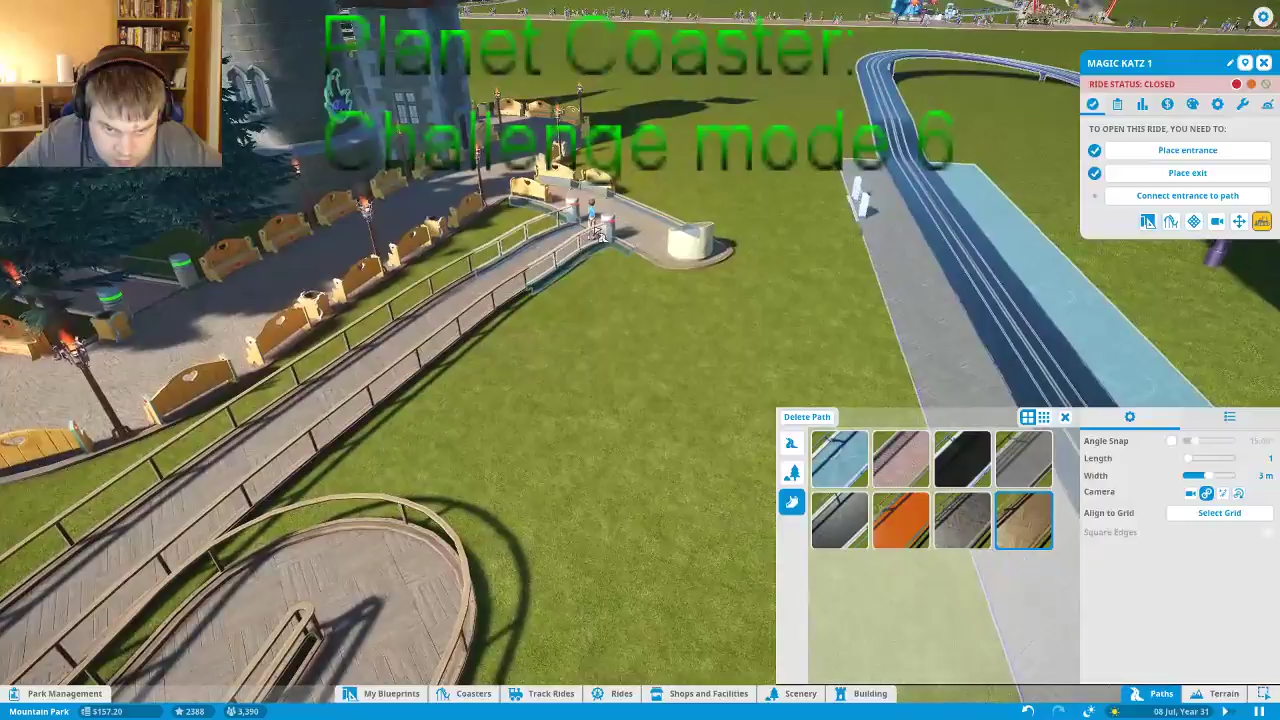 Planet Coaster:
Challenge mode 6
MAGIC KATZ 1
RIDE STATUS: CLOSED
TO OPEN THIS RIDE, YOU NEED TO:
Place entrance
Place exit
Connect entrance to path
Delete Path
Angle Snap
15.00°
Length
1
Width
3 m
Camera
Align to Grid
Select Grid
Square Edges
Park Management
My Blueprints
Coasters
Track Rides
Rides
Shops and Facilities
Scenery
Building
Paths
Terrain
Mountain Park
$157.20
2388
3,390
08 Jul, Year 31